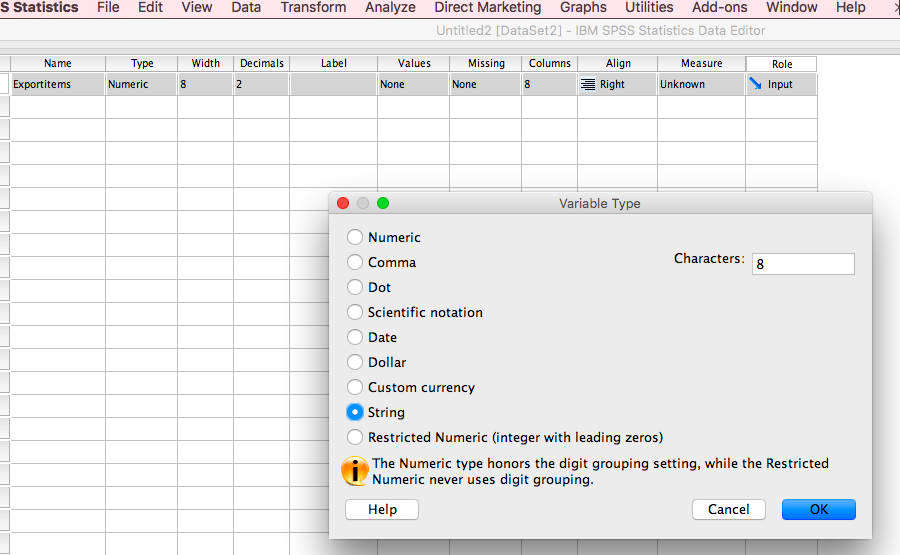 S Statistics File Edit View Data Transform Analyze Direct Marketing Graphs Utilities Add-ons Window Help
Untitled2 [DataSet2] - IBM SPSS Statistics Data Editor
Name Type Width Decimals Label Values Missing Columns Align Measure Role
Exportitems Numeric 8 2 None None 8 Right Unknown Input
Variable Type
Numeric
Characters: 8
Comma
Dot
Scientific notation
Date
Dollar
Custom currency
String
Restricted Numeric (integer with leading zeros)
The Numeric type honors the digit grouping setting, while the Restricted
Numeric never uses digit grouping.
Help Cancel OK